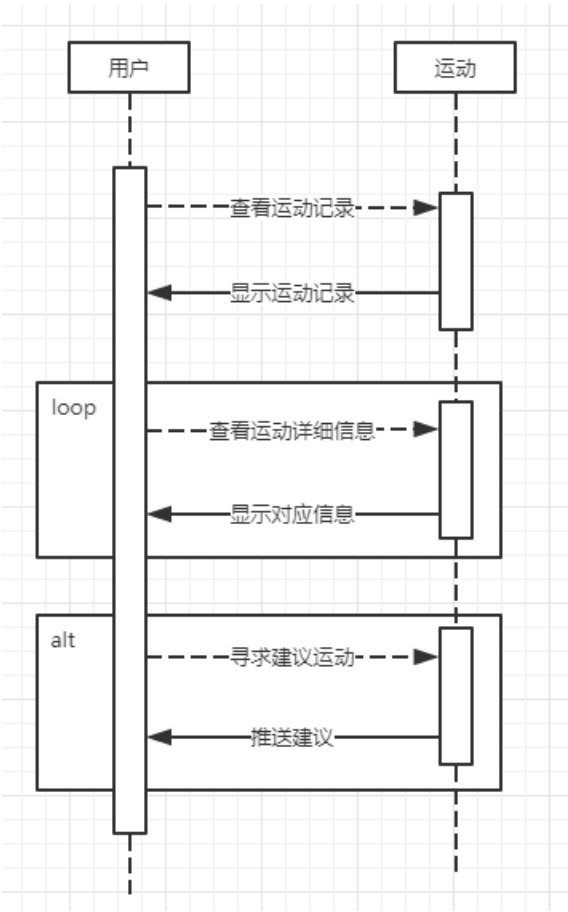 用户
运动
查看运动记录
显示运动记录
loop
查看运动详细信息
显示对应信息
alt
寻求建议运动
推送建议